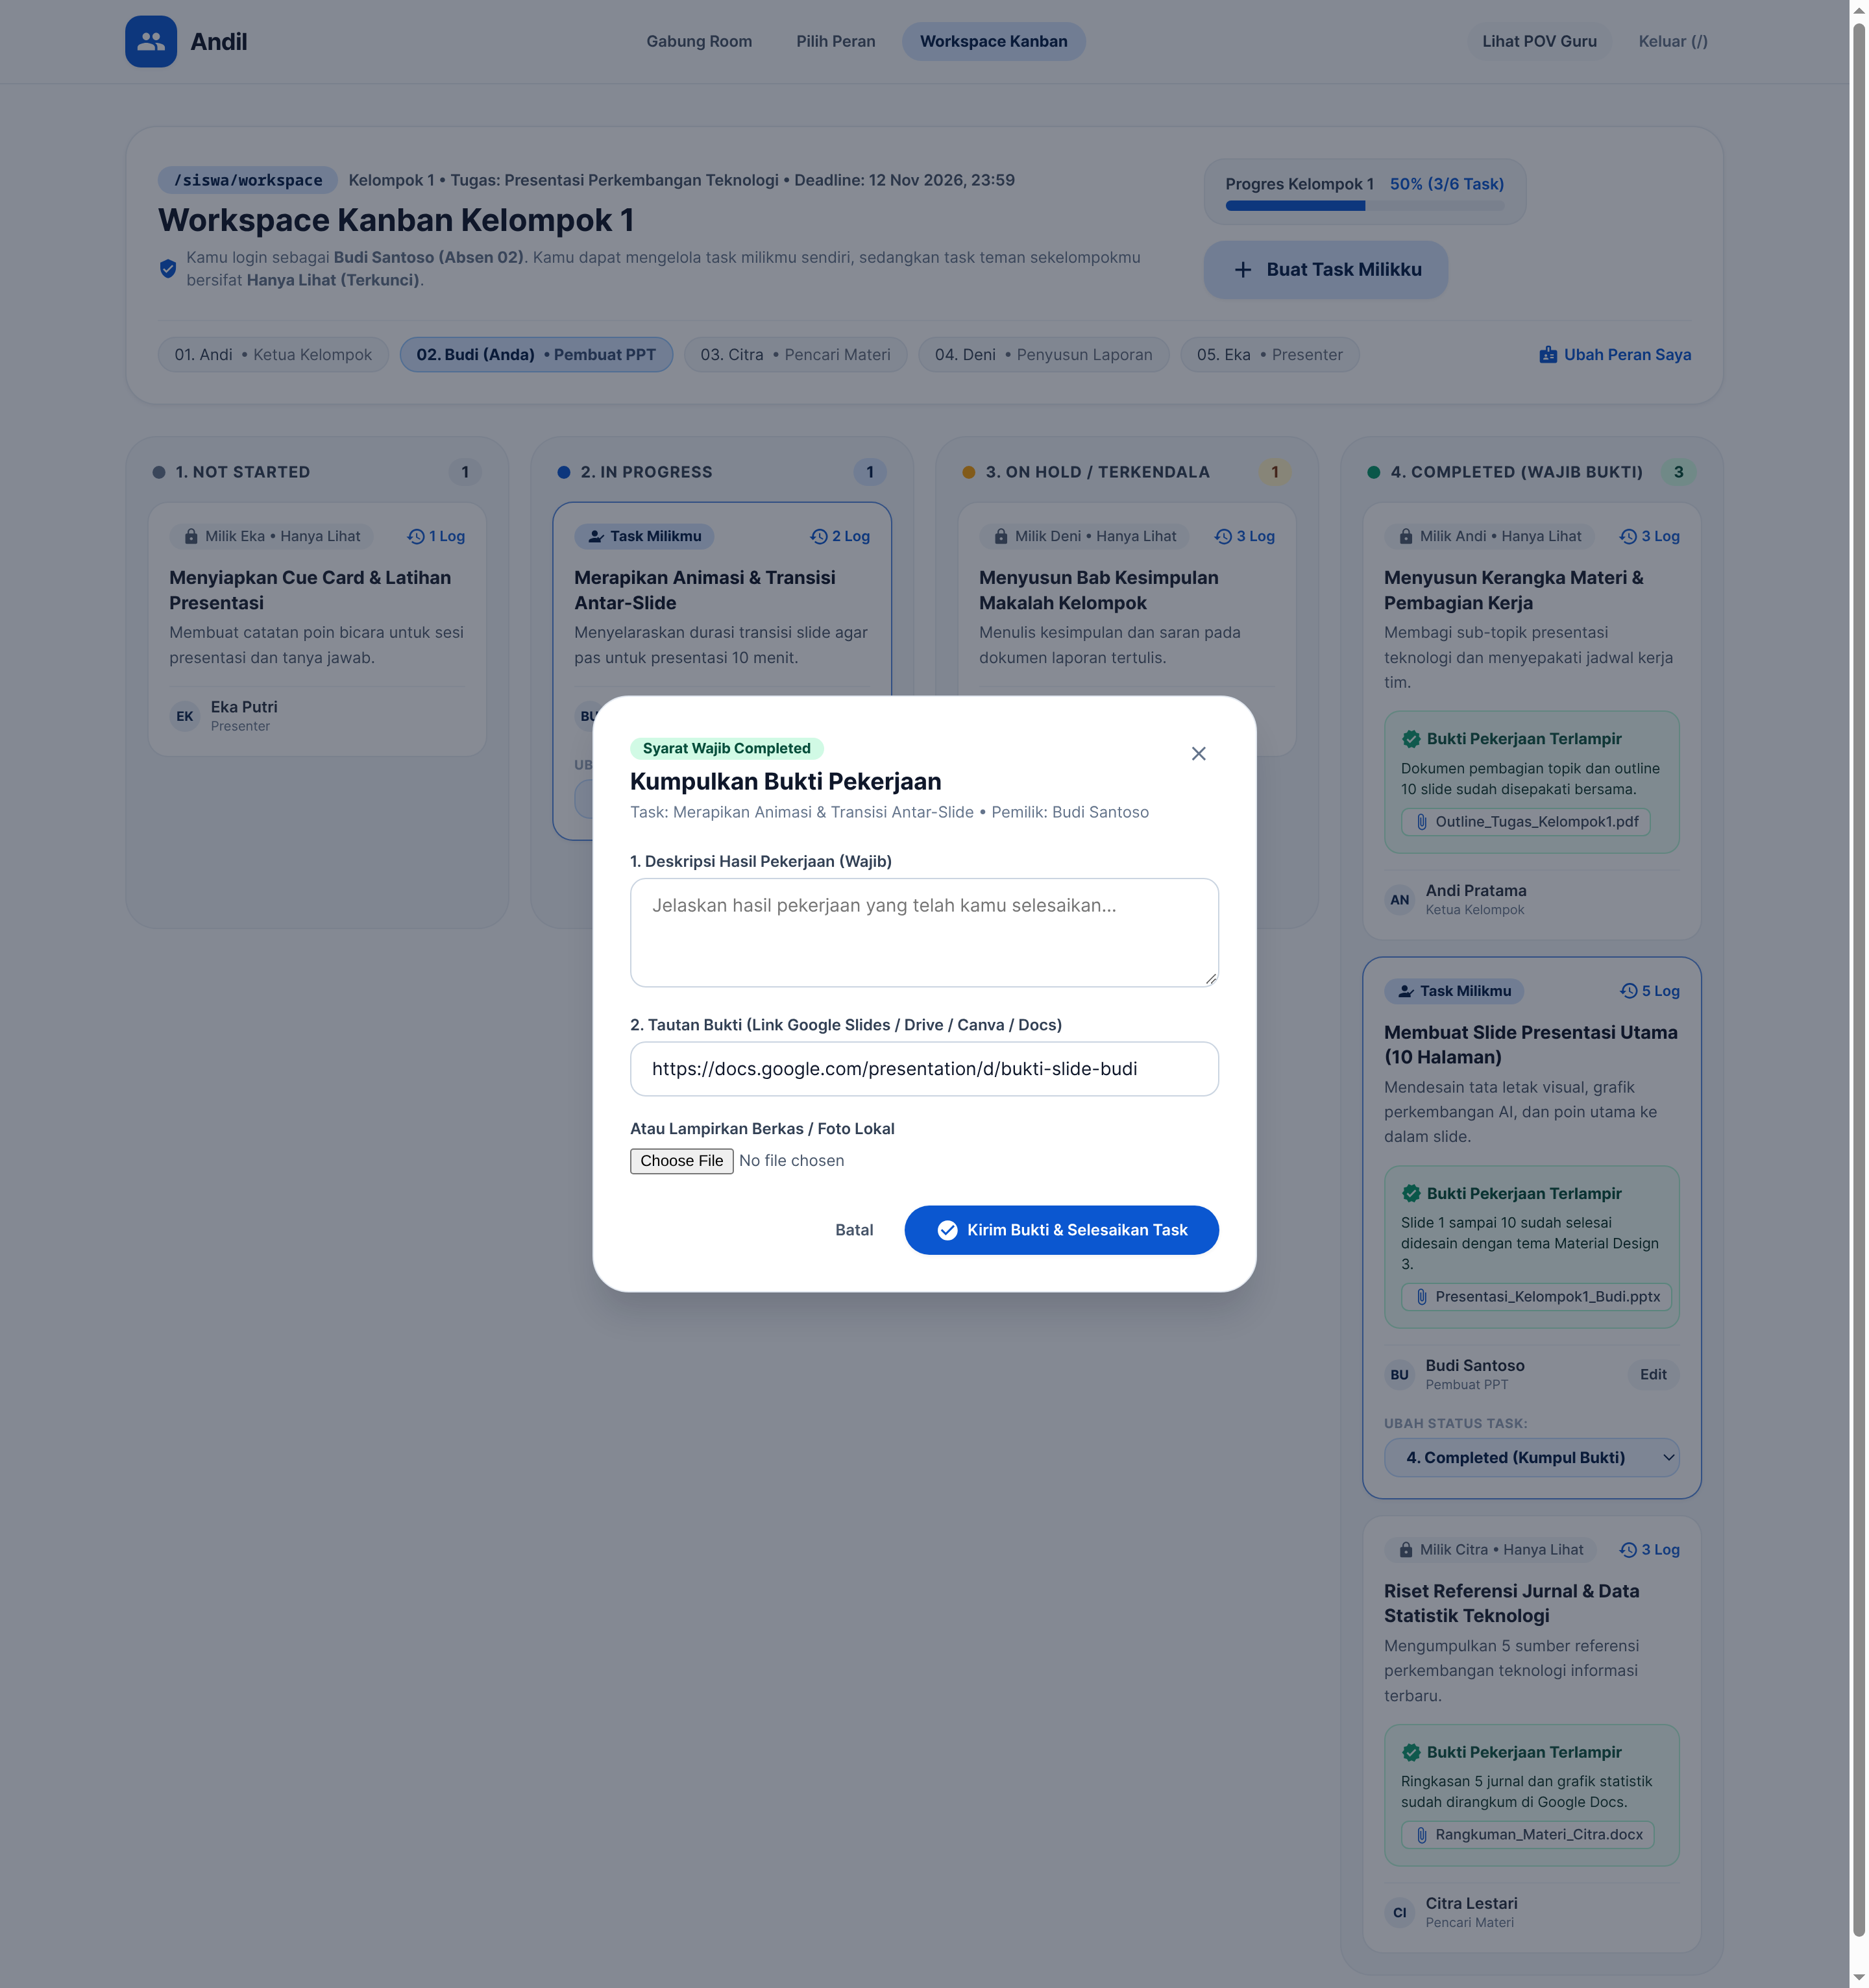 Andil
Gabung Room
Pilih Peran
Workspace Kanban
Lihat POV Guru
Keluar (/)
/siswa/workspace
Kelompok 1 • Tugas: Presentasi Perkembangan Teknologi • Deadline: 12 Nov 2026, 23:59
Workspace Kanban Kelompok 1
Kamu login sebagai Budi Santoso (Absen 02). Kamu dapat mengelola task milikmu sendiri, sedangkan task teman sekelompokmu
bersifat Hanya Lihat (Terkunci).
Progres Kelompok 1
50% (3/6 Task)
Buat Task Milikku
01. Andi • Ketua Kelompok
02. Budi (Anda) • Pembuat PPT
03. Citra • Pencari Materi
04. Deni • Penyusun Laporan
05. Eka • Presenter
Ubah Peran Saya
1. NOT STARTED
1
Milik Eka • Hanya Lihat
1 Log
Menyiapkan Cue Card & Latihan
Presentasi
Membuat catatan poin bicara untuk sesi
presentasi dan tanya jawab.
EK
Eka Putri
Presenter
2. IN PROGRESS
1
Task Milikmu
2 Log
Merapikan Animasi & Transisi
Antar-Slide
Menyelaraskan durasi transisi slide agar
pas untuk presentasi 10 menit.
BU
UB
3. ON HOLD / TERKENDALA
1
Milik Deni • Hanya Lihat
3 Log
Menyusun Bab Kesimpulan
Makalah Kelompok
Menulis kesimpulan dan saran pada
dokumen laporan tertulis.
4. COMPLETED (WAJIB BUKTI)
3
Milik Andi • Hanya Lihat
3 Log
Menyusun Kerangka Materi &
Pembagian Kerja
Membagi sub-topik presentasi
teknologi dan menyepakati jadwal kerja
tim.
Bukti Pekerjaan Terlampir
Dokumen pembagian topik dan outline
10 slide sudah disepakati bersama.
Outline_Tugas_Kelompok1.pdf
AN
Andi Pratama
Ketua Kelompok
Task Milikmu
5 Log
Membuat Slide Presentasi Utama
(10 Halaman)
Mendesain tata letak visual, grafik
perkembangan AI, dan poin utama ke
dalam slide.
Bukti Pekerjaan Terlampir
Slide 1 sampai 10 sudah selesai
didesain dengan tema Material Design
3.
Presentasi_Kelompok1_Budi.pptx
BU
Budi Santoso
Pembuat PPT
Edit
UBAH STATUS TASK:
4. Completed (Kumpul Bukti)
Milik Citra • Hanya Lihat
3 Log
Riset Referensi Jurnal & Data
Statistik Teknologi
Mengumpulkan 5 sumber referensi
perkembangan teknologi informasi
terbaru.
Bukti Pekerjaan Terlampir
Ringkasan 5 jurnal dan grafik statistik
sudah dirangkum di Google Docs.
Rangkuman_Materi_Citra.docx
CI
Citra Lestari
Pencari Materi
Syarat Wajib Completed
Kumpulkan Bukti Pekerjaan
Task: Merapikan Animasi & Transisi Antar-Slide • Pemilik: Budi Santoso
1. Deskripsi Hasil Pekerjaan (Wajib)
Jelaskan hasil pekerjaan yang telah kamu selesaikan...
2. Tautan Bukti (Link Google Slides / Drive / Canva / Docs)
https://docs.google.com/presentation/d/bukti-slide-budi
Atau Lampirkan Berkas / Foto Lokal
Choose File
No file chosen
Batal
Kirim Bukti & Selesaikan Task